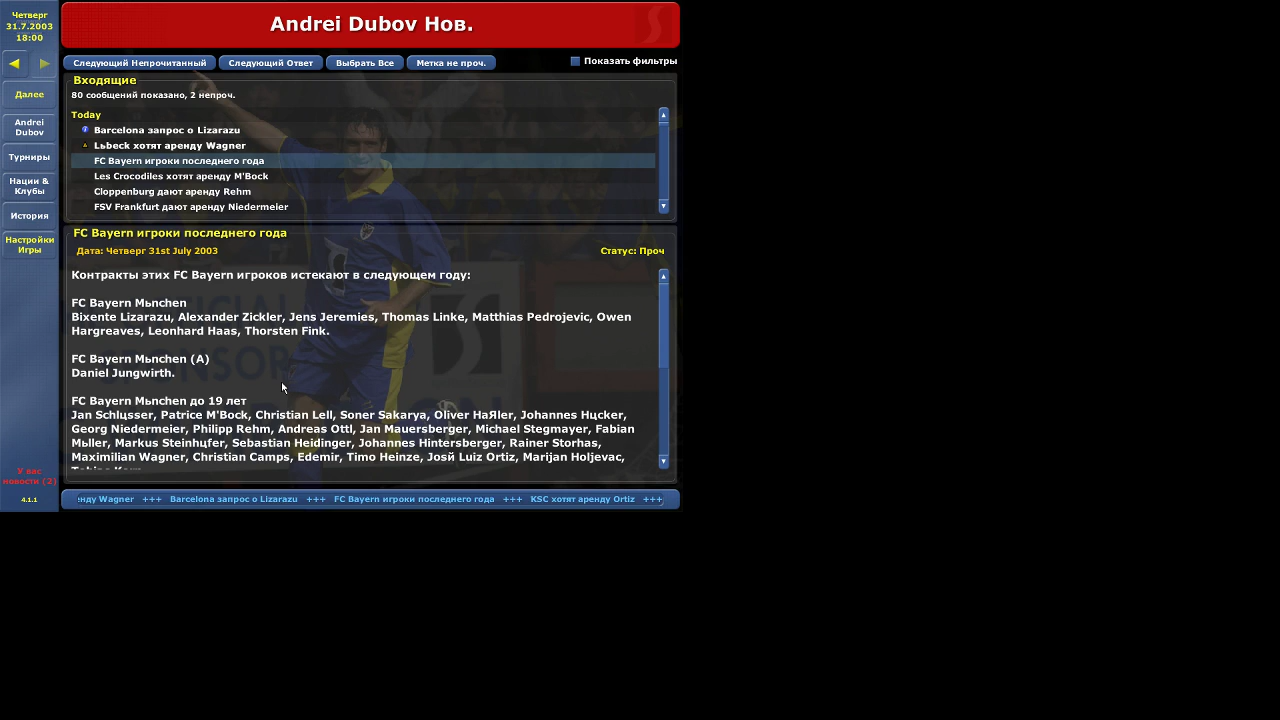 Четверг
31.7.2003
18:00
Далее
Andrei
Dubov
Турниры
Нации &
Клубы
История
Настройки
Игры
У вас
новости (2)
4.1.1
Andrei Dubov Нов.
Следующий Непрочитанный
Следующий Ответ
Выбрать Все
Метка не проч.
Показать фильтры
Входящие
80 сообщений показано, 2 непроч.
Today
Barcelona запрос о Lizarazu
Lьbeck хотят аренду Wagner
FC Bayern игроки последнего года
Les Crocodiles хотят аренду M'Bock
Cloppenburg дают аренду Rehm
FSV Frankfurt дают аренду Niedermeier
FC Bayern игроки последнего года
Дата: Четверг 31st July 2003
Статус: Проч
Контракты этих FC Bayern игроков истекают в следующем году:
FC Bayern Mьnchen
Bixente Lizarazu, Alexander Zickler, Jens Jeremies, Thomas Linke, Matthias Pedrojevic, Owen
Hargreaves, Leonhard Haas, Thorsten Fink.
FC Bayern Mьnchen (A)
Daniel Jungwirth.
FC Bayern Mьnchen до 19 лет
Jan Schlцsser, Patrice M'Bock, Christian Lell, Soner Sakarya, Oliver HaЯler, Johannes Hцcker,
Georg Niedermeier, Philipp Rehm, Andreas Ottl, Jan Mauersberger, Michael Stegmayer, Fabian
Mьller, Markus Steinhцfer, Sebastian Heidinger, Johannes Hintersberger, Rainer Storhas,
Maximilian Wagner, Christian Camps, Edemir, Timo Heinze, Josй Luiz Ortiz, Marijan Holjevac,
енду Wagner +++ Barcelona запрос о Lizarazu +++ FC Bayern игроки последнего года +++ KSC хотят аренду Ortiz +++